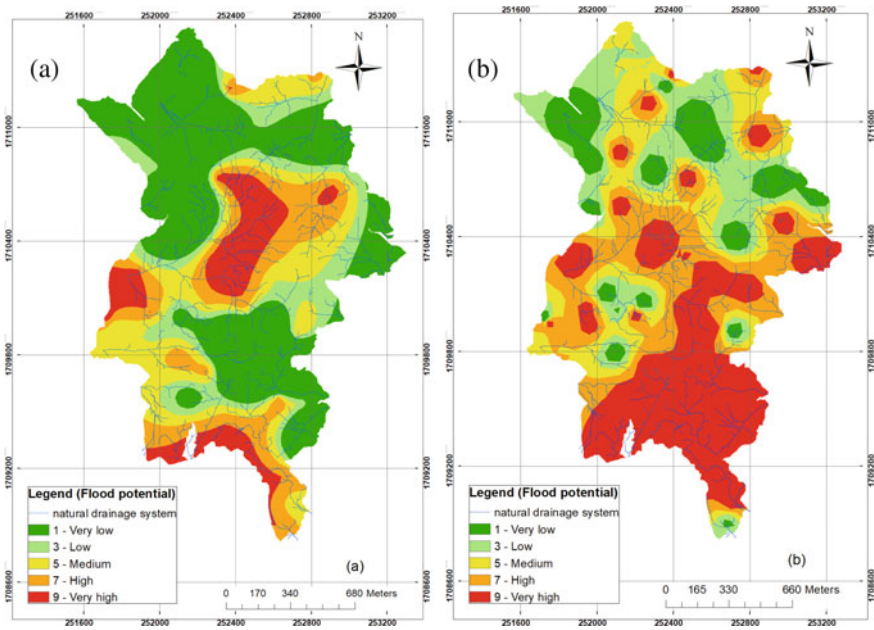 251600 252000 252400 252800 253200
(a)
N
1711000
1710400
1709800
1709200
1708600
Legend (Flood potential)
natural drainage system
1 - Very low
3 - Low
5 - Medium
7 - High
9 - Very high
(a)
0 170 340 680 Meters
251600 252000 252400 252800 253200
251600 252000 252400 252800 253200
(b)
N
1711000
1710400
1709800
1709200
1708600
Legend (Flood potential)
natural drainage system
1 - Very low
3 - Low
5 - Medium
7 - High
9 - Very high
(b)
0 165 330 660 Meters
251600 252000 252400 252800 253200